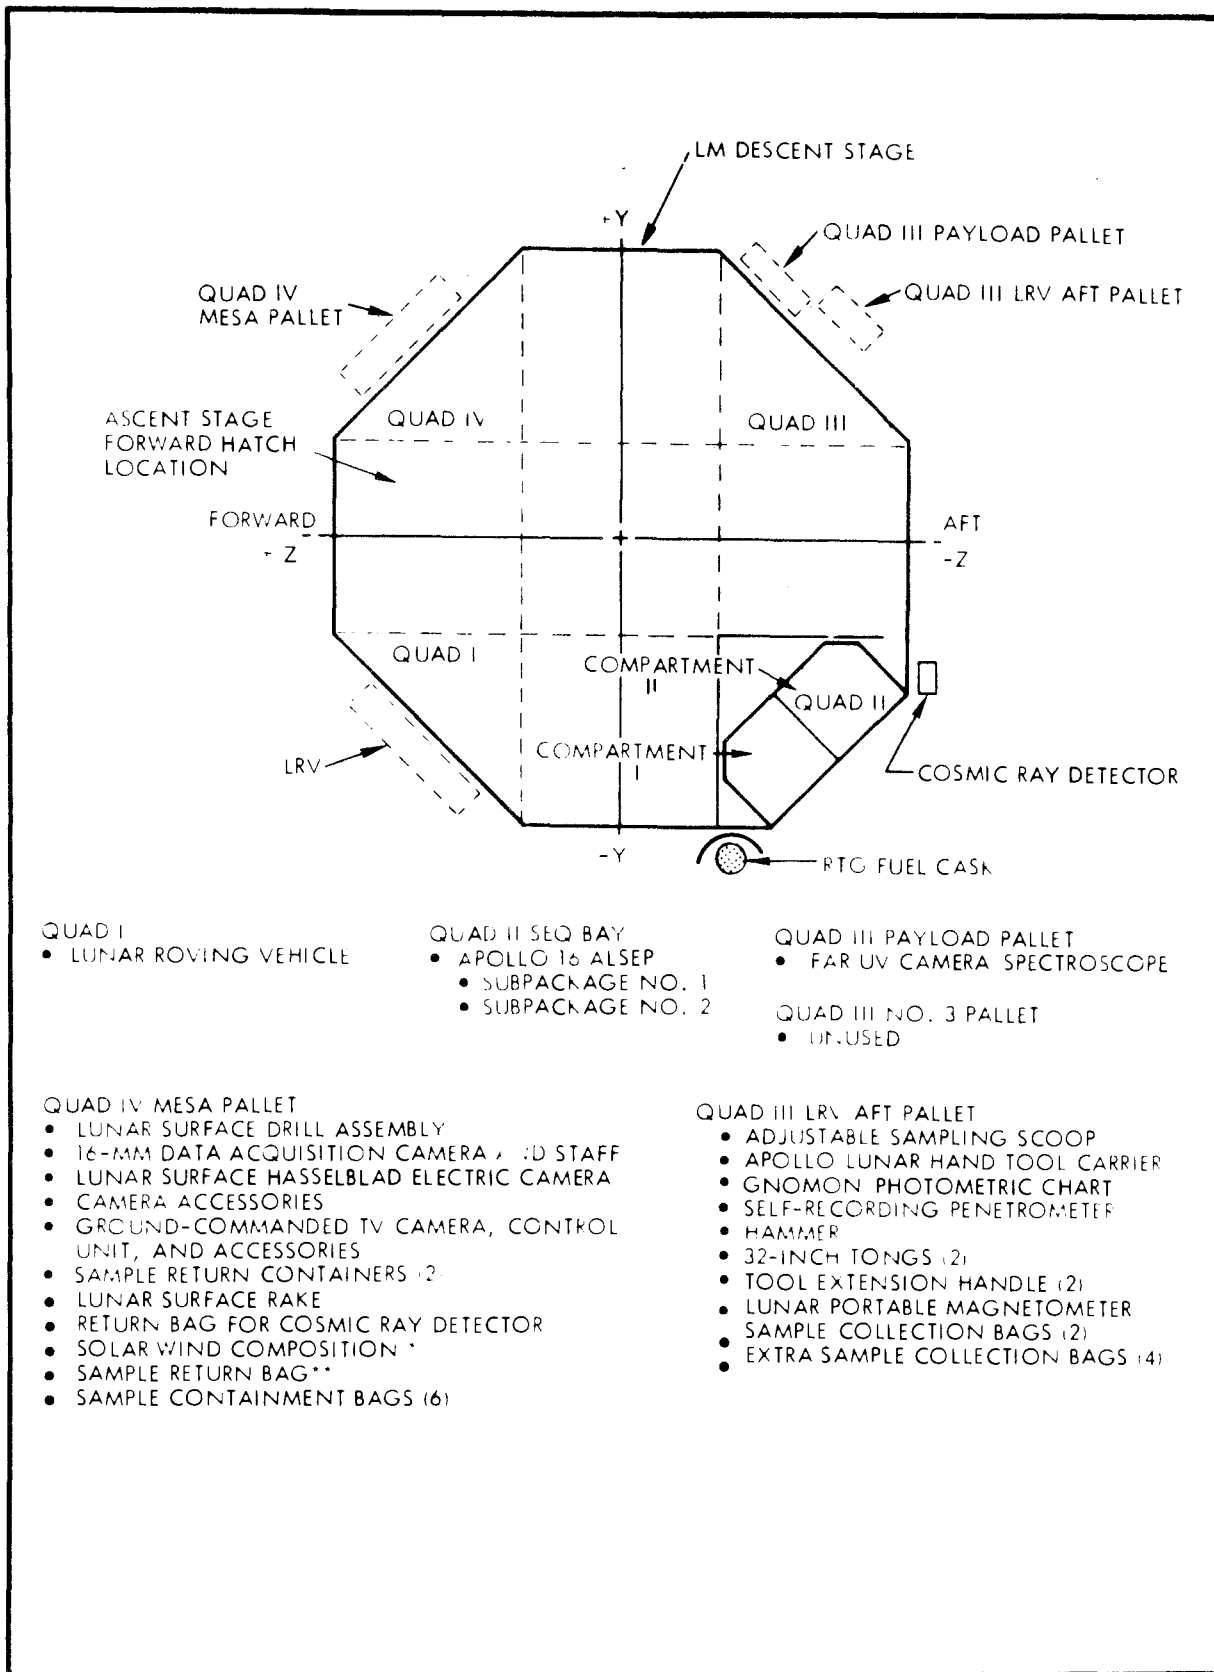 LM DESCENT STAGE
+Y
QUAD III PAYLOAD PALLET
QUAD IV
MESA PALLET
QUAD III LRV AFT PALLET
ASCENT STAGE
FORWARD HATCH
LOCATION
QUAD IV
QUAD III
FORWARD
+ Z
AFT
-Z
QUAD I
COMPARTMENT
II
QUAD II
COMPARTMENT
I
LRV
COSMIC RAY DETECTOR
-Y
RTG FUEL CASK
QUAD I
• LUNAR ROVING VEHICLE
QUAD II SEQ BAY
• APOLLO 16 ALSEP
• SUBPACKAGE NO. 1
• SUBPACKAGE NO. 2
QUAD III PAYLOAD PALLET
• FAR UV CAMERA SPECTROSCOPE
QUAD III NO. 3 PALLET
• UNUSED
QUAD IV MESA PALLET
• LUNAR SURFACE DRILL ASSEMBLY
• 16-MM DATA ACQUISITION CAMERA AND STAFF
• LUNAR SURFACE HASSELBLAD ELECTRIC CAMERA
• CAMERA ACCESSORIES
• GROUND-COMMANDED TV CAMERA, CONTROL
UNIT, AND ACCESSORIES
• SAMPLE RETURN CONTAINERS (2)
• LUNAR SURFACE RAKE
• RETURN BAG FOR COSMIC RAY DETECTOR
• SOLAR WIND COMPOSITION *
• SAMPLE RETURN BAG**
• SAMPLE CONTAINMENT BAGS (6)
QUAD III LRV AFT PALLET
• ADJUSTABLE SAMPLING SCOOP
• APOLLO LUNAR HAND TOOL CARRIER
• GNOMON PHOTOMETRIC CHART
• SELF-RECORDING PENETROMETER
• HAMMER
• 32-INCH TONGS (2)
• TOOL EXTENSION HANDLE (2)
• LUNAR PORTABLE MAGNETOMETER
• SAMPLE COLLECTION BAGS (2)
• EXTRA SAMPLE COLLECTION BAGS (4)